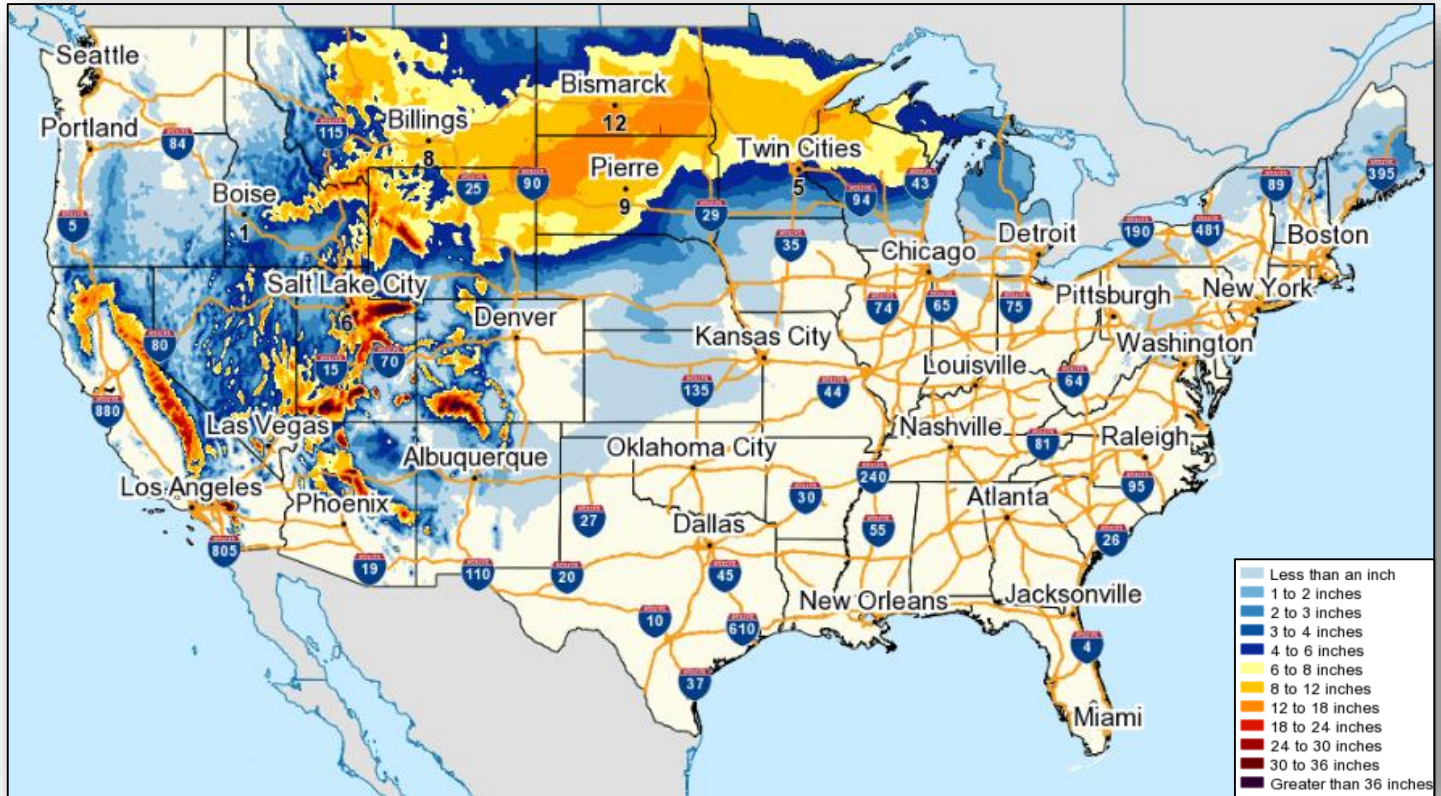 Seattle
Portland
84
5
Boise
1
115
Billings
8
25
90
Bismarck
12
Pierre
9
29
Twin Cities
5
94
43
35
Chicago
Detroit
190
481
89
395
Boston
New York
Pittsburgh
Washington
Salt Lake City
6
80
15
70
Denver
Kansas City
135
44
74
65
75
Louisville
64
880
Las Vegas
Los Angeles
805
Phoenix
19
Albuquerque
110
Oklahoma City
27
20
30
240
Nashville
81
Raleigh
95
Atlanta
26
55
Dallas
45
10
610
37
New Orleans
Jacksonville
4
Miami
Less than an inch
1 to 2 inches
2 to 3 inches
3 to 4 inches
4 to 6 inches
6 to 8 inches
8 to 12 inches
12 to 18 inches
18 to 24 inches
24 to 30 inches
30 to 36 inches
Greater than 36 inches